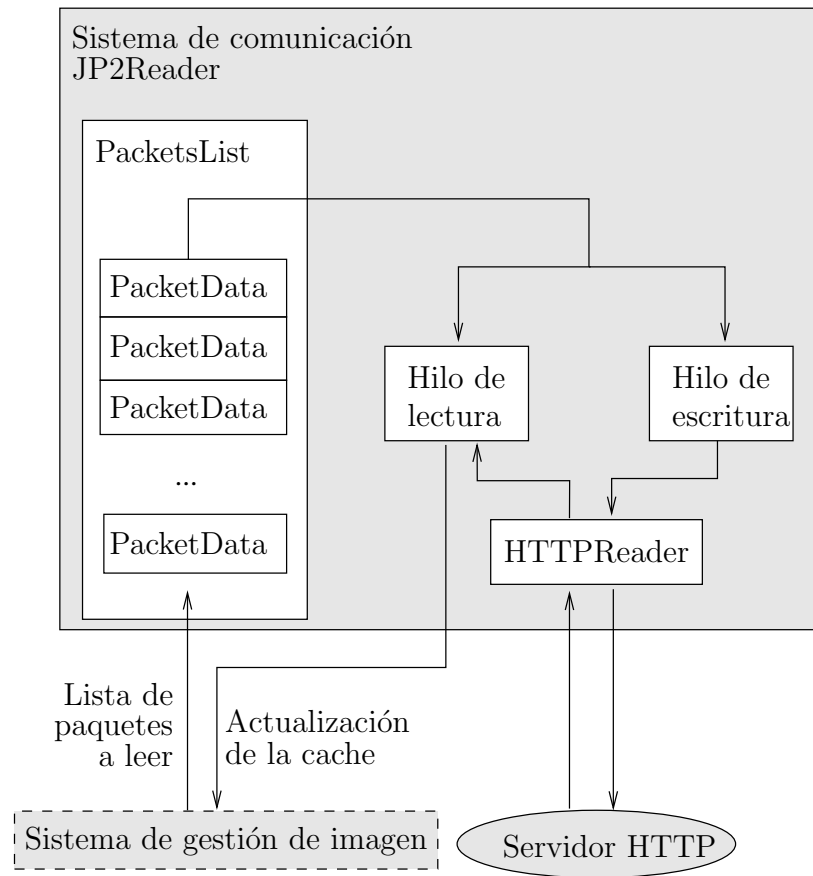 Sistema de comunicación
JP2Reader
PacketsList
PacketData
PacketData
PacketData
...
PacketData
Hilo de
lectura
Hilo de
escritura
HTTPReader
Lista de
paquetes
a leer
Actualización
de la cache
Sistema de gestión de imagen
Servidor HTTP